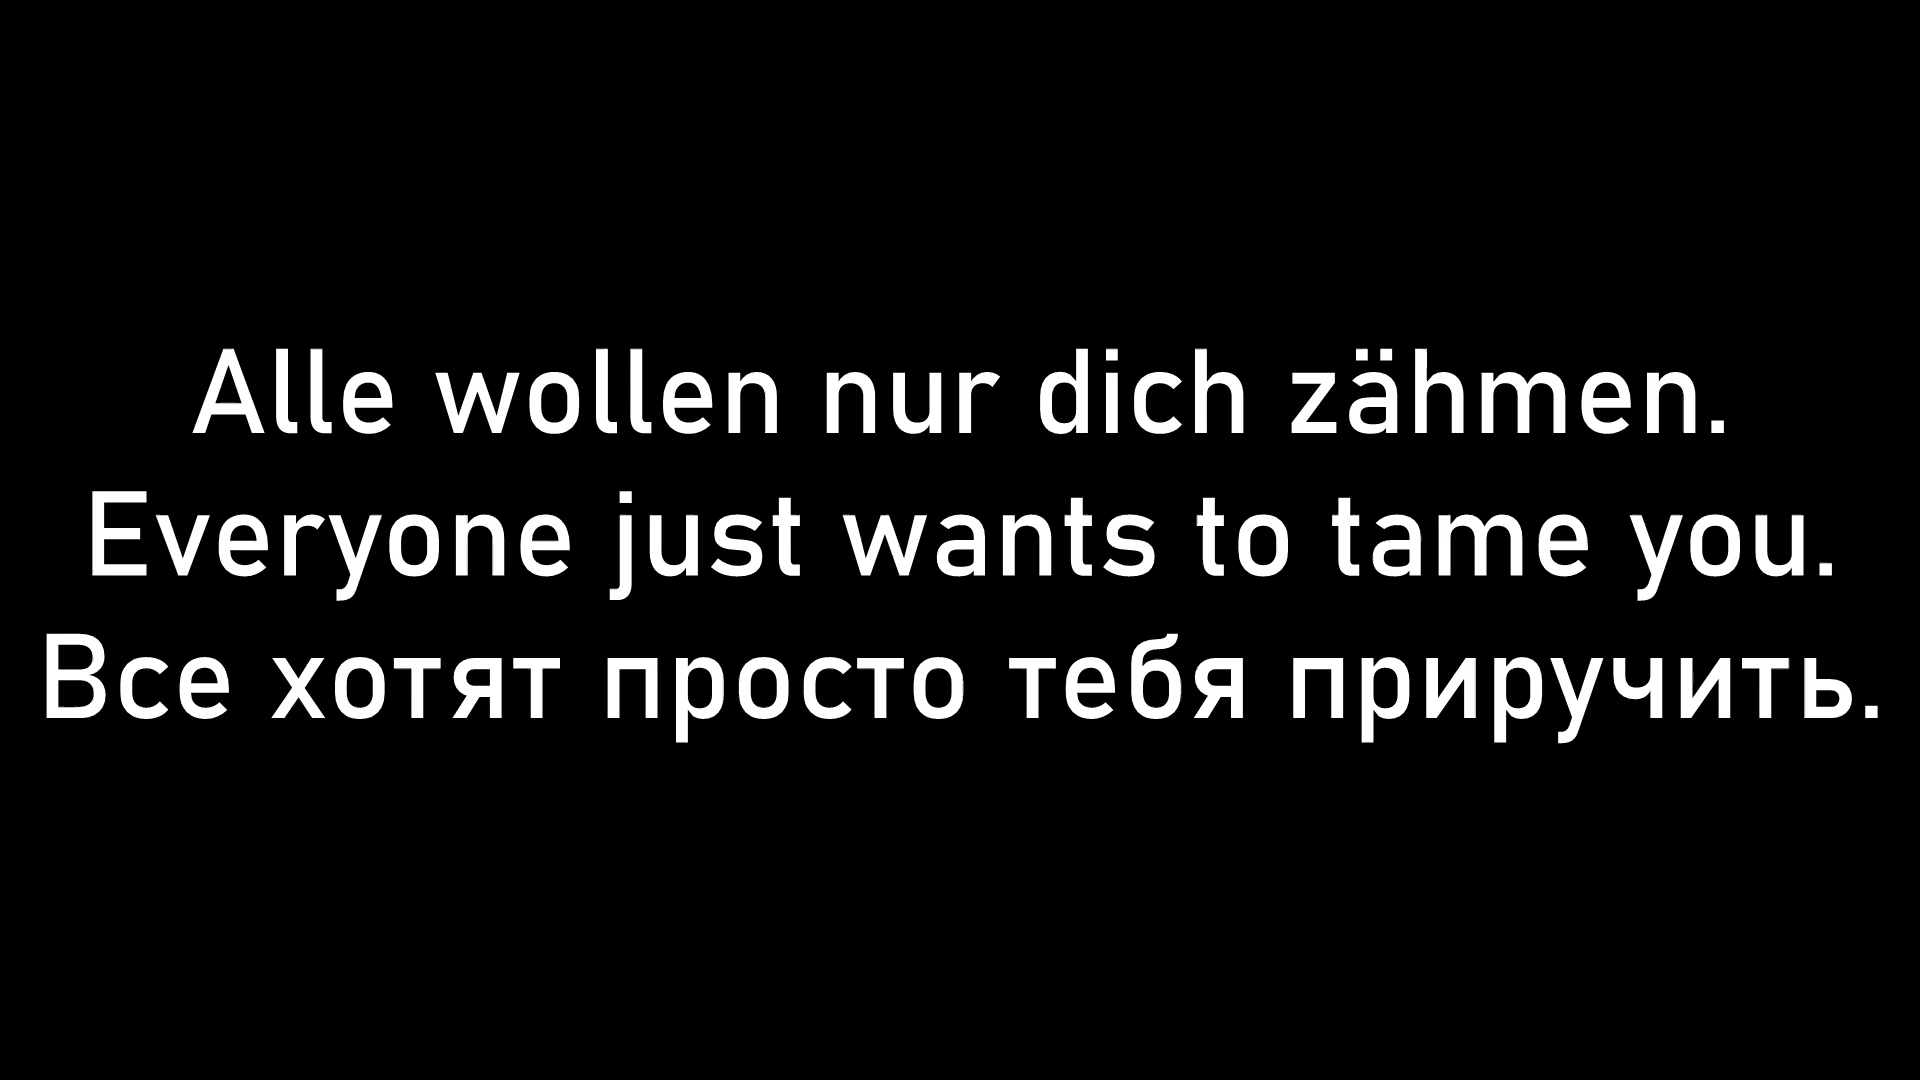 Alle wollen nur dich zähmen.
Everyone just wants to tame you.
Все хотят просто тебя приручить.